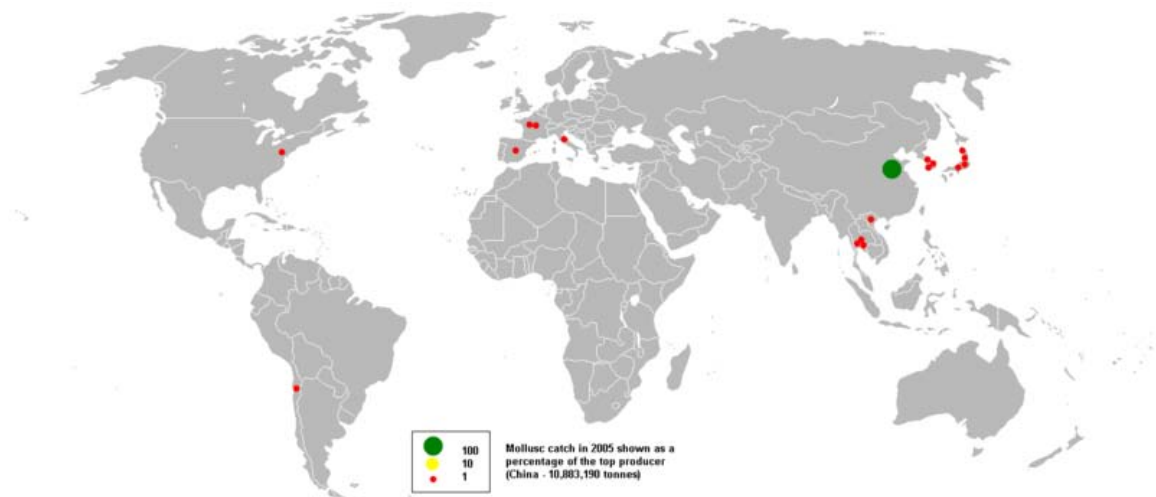 100
10
1
Mollusc catch in 2005 shown as a
percentage of the top producer
(China - 10,883,190 tonnes)